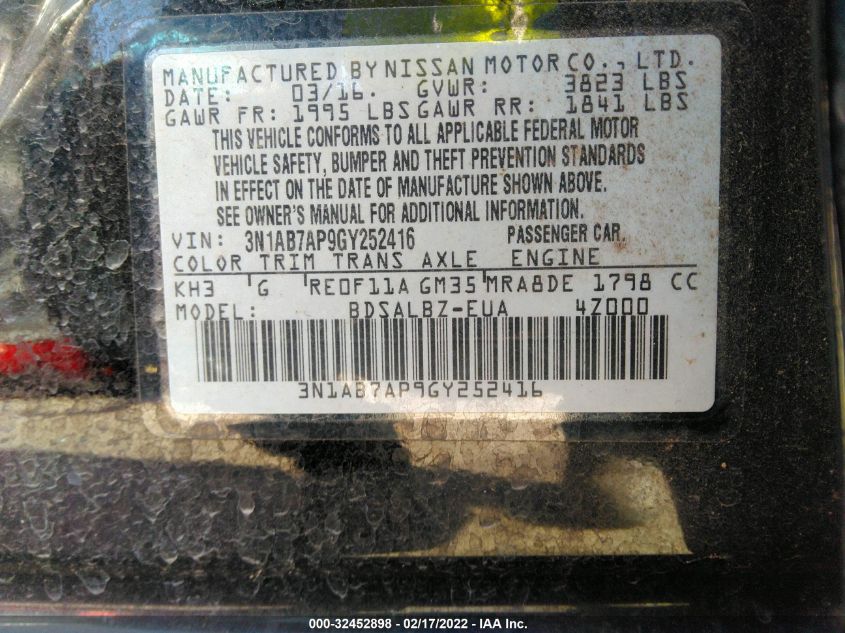 MANUFACTURED BY NISSAN MOTOR CO., LTD.
DATE: 03/16. GVWR: 3823 LBS
GAWR FR: 1995 LBS GAWR RR: 1841 LBS
THIS VEHICLE CONFORMS TO ALL APPLICABLE FEDERAL MOTOR
VEHICLE SAFETY, BUMPER AND THEFT PREVENTION STANDARDS
IN EFFECT ON THE DATE OF MANUFACTURE SHOWN ABOVE.
SEE OWNER'S MANUAL FOR ADDITIONAL INFORMATION.
VIN: 3N1AB7AP9GY252416 PASSENGER CAR.
COLOR TRIM TRANS AXLE ENGINE
KH3 G RE0F11A GM35 MRA8DE 1798 CC
MODEL: BDSALBZ-EUA 4Z000
3N1AB7AP9GY252416
000-32452898 - 02/17/2022 - IAA Inc.